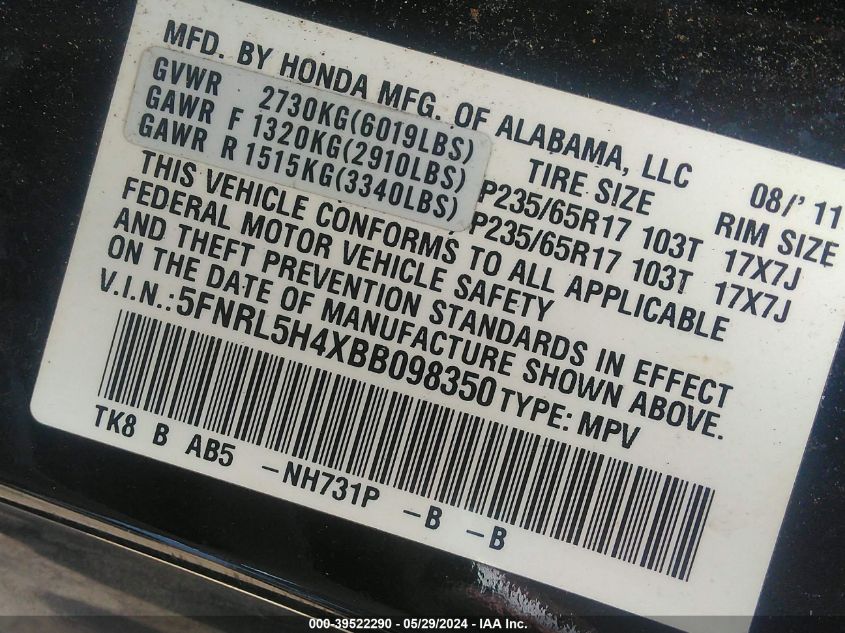 MFD. BY HONDA MFG. OF ALABAMA, LLC 08/' 11
GVWR 2730KG(6019LBS) TIRE SIZE RIM SIZE
GAWR F 1320KG(2910LBS) P235/65R17 103T 17X7J
GAWR R 1515KG(3340LBS) P235/65R17 103T 17X7J
THIS VEHICLE CONFORMS TO ALL APPLICABLE
FEDERAL MOTOR VEHICLE SAFETY
AND THEFT PREVENTION STANDARDS IN EFFECT
ON THE DATE OF MANUFACTURE SHOWN ABOVE.
V.I.N.: 5FNRL5H4XBB098350 TYPE: MPV
TK8 B AB5 -NH731P -B -B
000-39522290 - 05/29/2024 - IAA Inc.